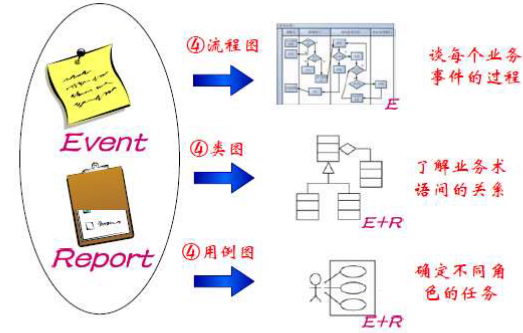 ④流程图
谈每个业务
事件的过程
E
Event
④类图
了解业务术
语间的关系
E+R
Report
④用例图
确定不同角
色的任务
E+R